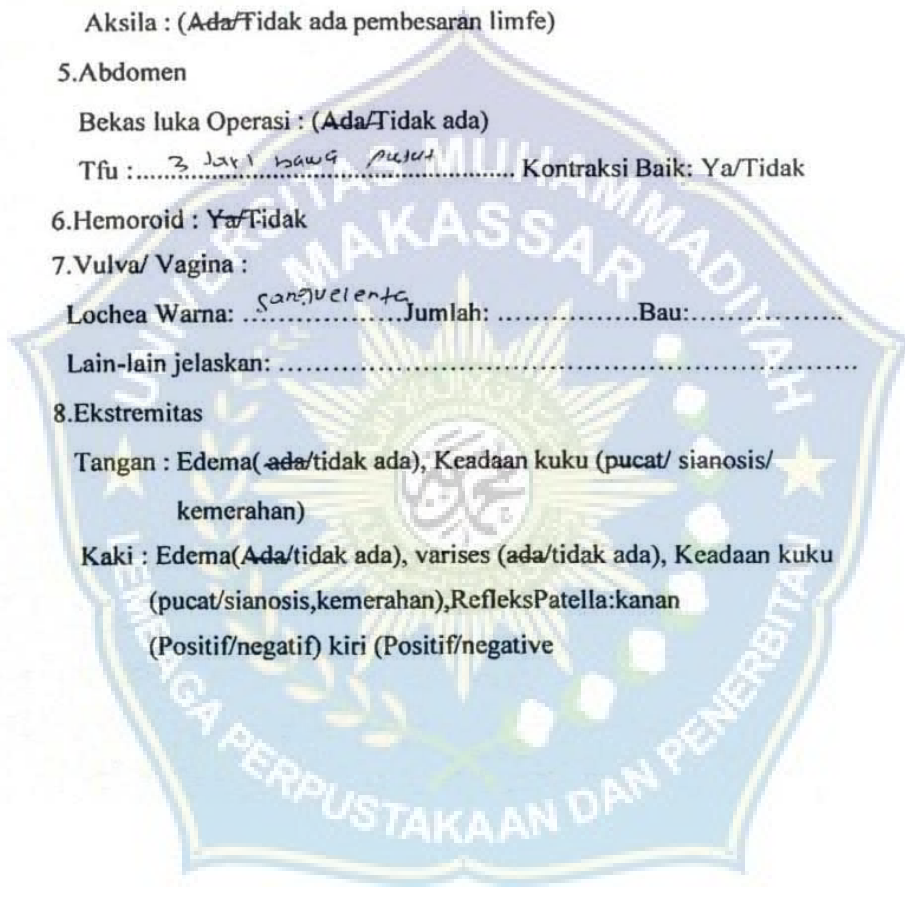 Aksila : (Ada/Tidak ada pembesaran limfe)
5.Abdomen
Bekas luka Operasi : (Ada/Tidak ada)
Tfu :.... 3 Jari bawa pusat .... Kontraksi Baik: Ya/Tidak
6.Hemoroid : Ya/Tidak
7.Vulva/ Vagina :
Lochea Warna: ...sanguelenta...Jumlah: .................Bau:.................
Lain-lain jelaskan: .................................................................
8.Ekstremitas
Tangan : Edema( ada/tidak ada), Keadaan kuku (pucat/ sianosis/
kemerahan)
Kaki : Edema(Ada/tidak ada), varises (ada/tidak ada), Keadaan kuku
(pucat/sianosis,kemerahan),RefleksPatella:kanan
(Positif/negatif) kiri (Positif/negative
UNIVERSITAS MUHAMMADIYAH
MAKASSAR
LEMBAGA PERPUSTAKAAN DAN PENERBITAN